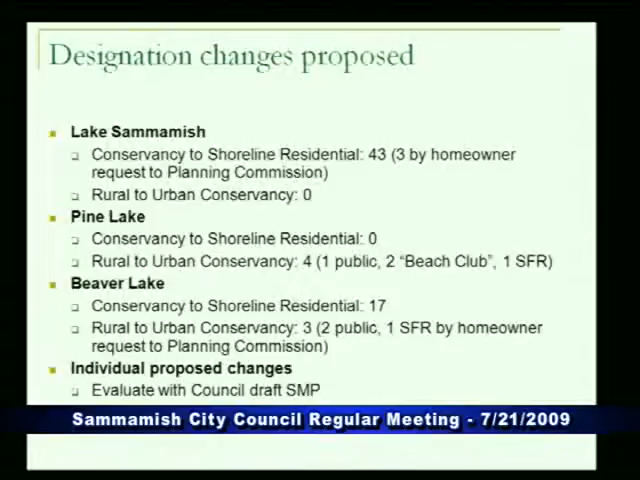 Designation changes proposed
Lake Sammamish
Conservancy to Shoreline Residential: 43 (3 by homeowner
request to Planning Commission)
Rural to Urban Conservancy: 0
Pine Lake
Conservancy to Shoreline Residential: 0
Rural to Urban Conservancy: 4 (1 public, 2 “Beach Club”, 1 SFR)
Beaver Lake
Conservancy to Shoreline Residential: 17
Rural to Urban Conservancy: 3 (2 public, 1 SFR by homeowner
request to Planning Commission)
Individual proposed changes
Evaluate with Council draft SMP
Sammamish City Council Regular Meeting - 7/21/2009